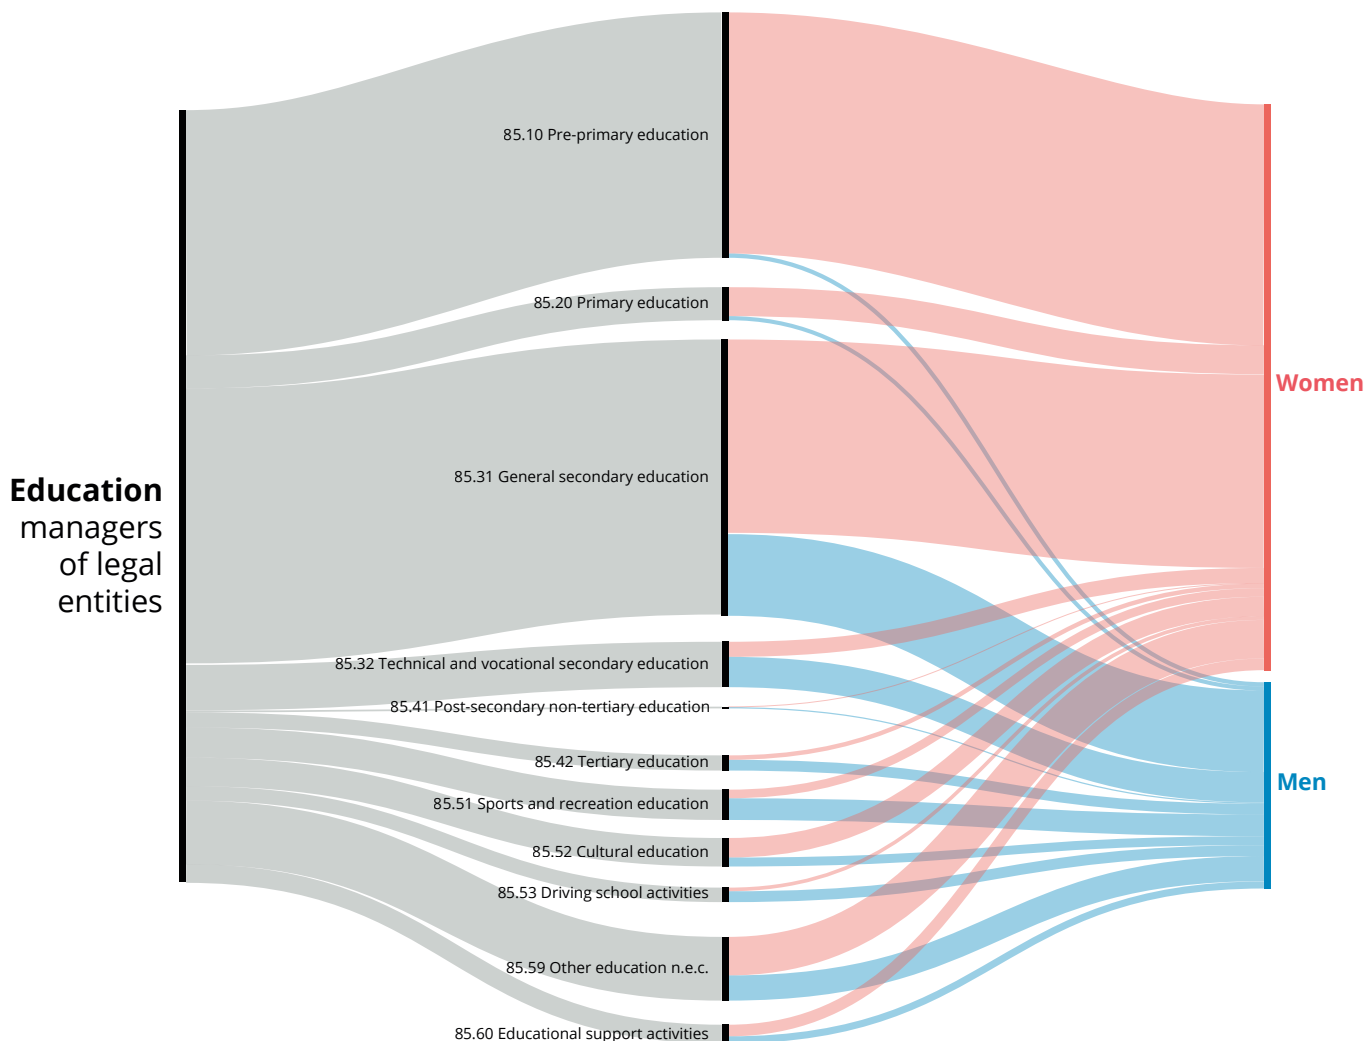 85.10 Pre-primary education
85.20 Primary education
Women
85.31 General secondary education
Education
managers
of legal
entities
85.32 Technical and vocational secondary education
85.41 Post-secondary non-tertiary education
85.42 Tertiary education
Men
85.51 Sports and recreation education
85.52 Cultural education
85.53 Driving school activities
85.59 Other education n.e.c.
85.60 Educational support activities